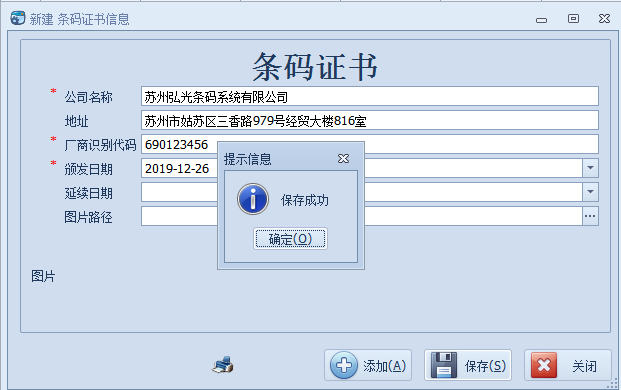 新建 条码证书信息
条码证书
* 公司名称 苏州弘光条码系统有限公司
地址 苏州市姑苏区三香路979号经贸大楼816室
* 厂商识别代码 690123456
* 颁发日期 2019-12-26
延续日期
图片路径 ...
提示信息
保存成功
确定(O)
图片
添加(A) 保存(S) 关闭